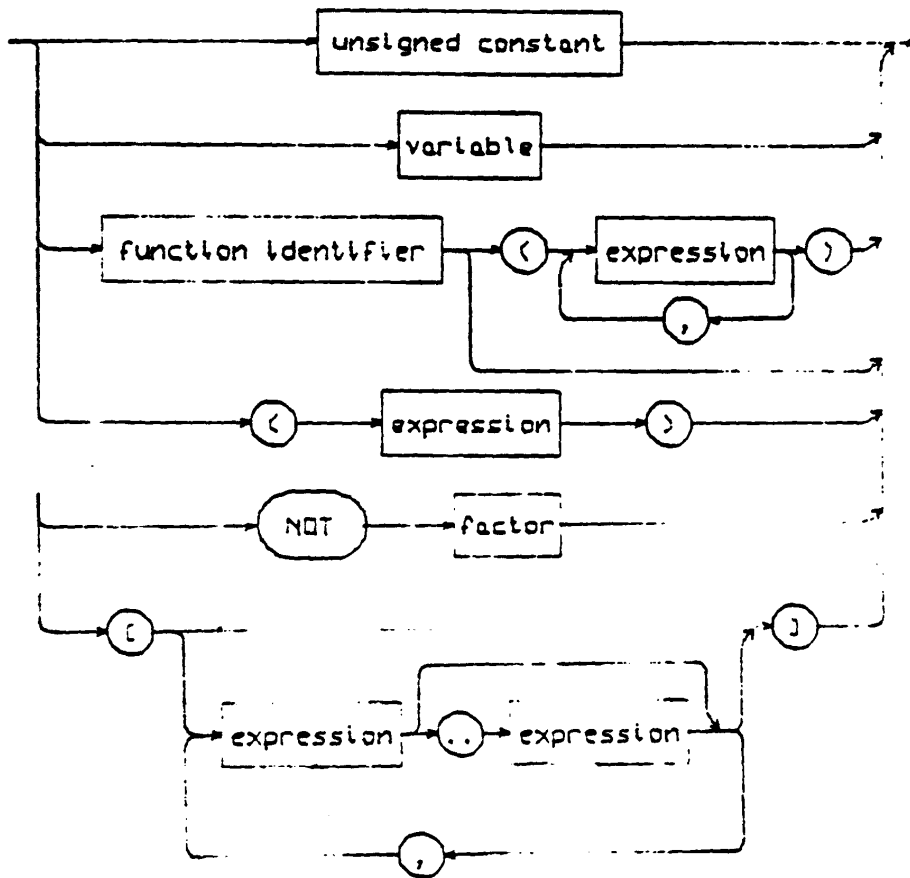 unsigned constant
variable
function identifier ( expression )
,
( expression )
NOT factor
[ ]
expression .. expression
,